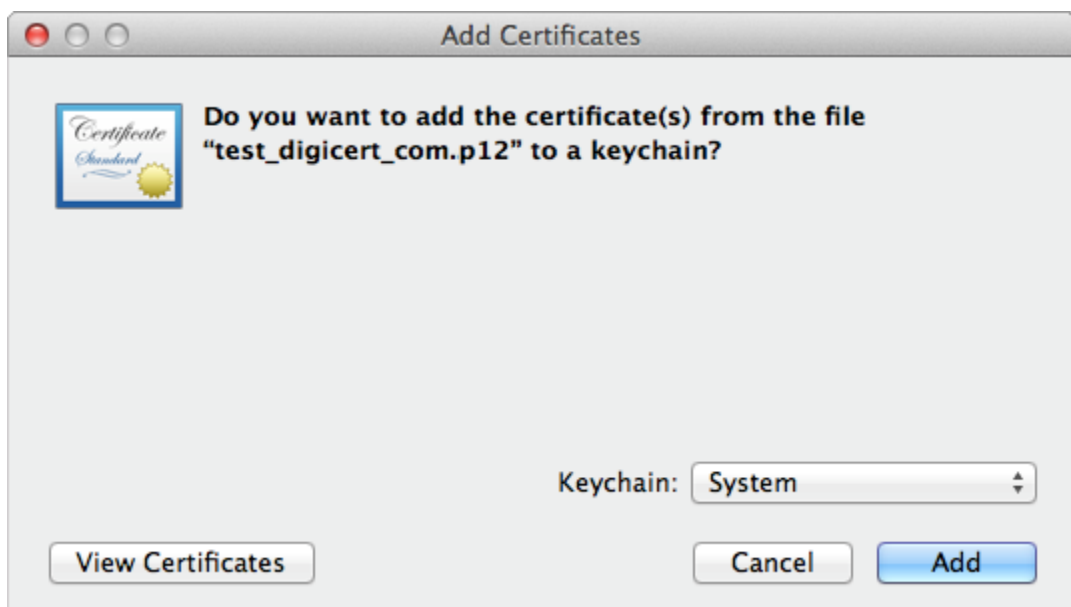 Add Certificates
Certificate
Standard
Do you want to add the certificate(s) from the file
“test_digicert_com.p12” to a keychain?
Keychain: System
View Certificates Cancel Add